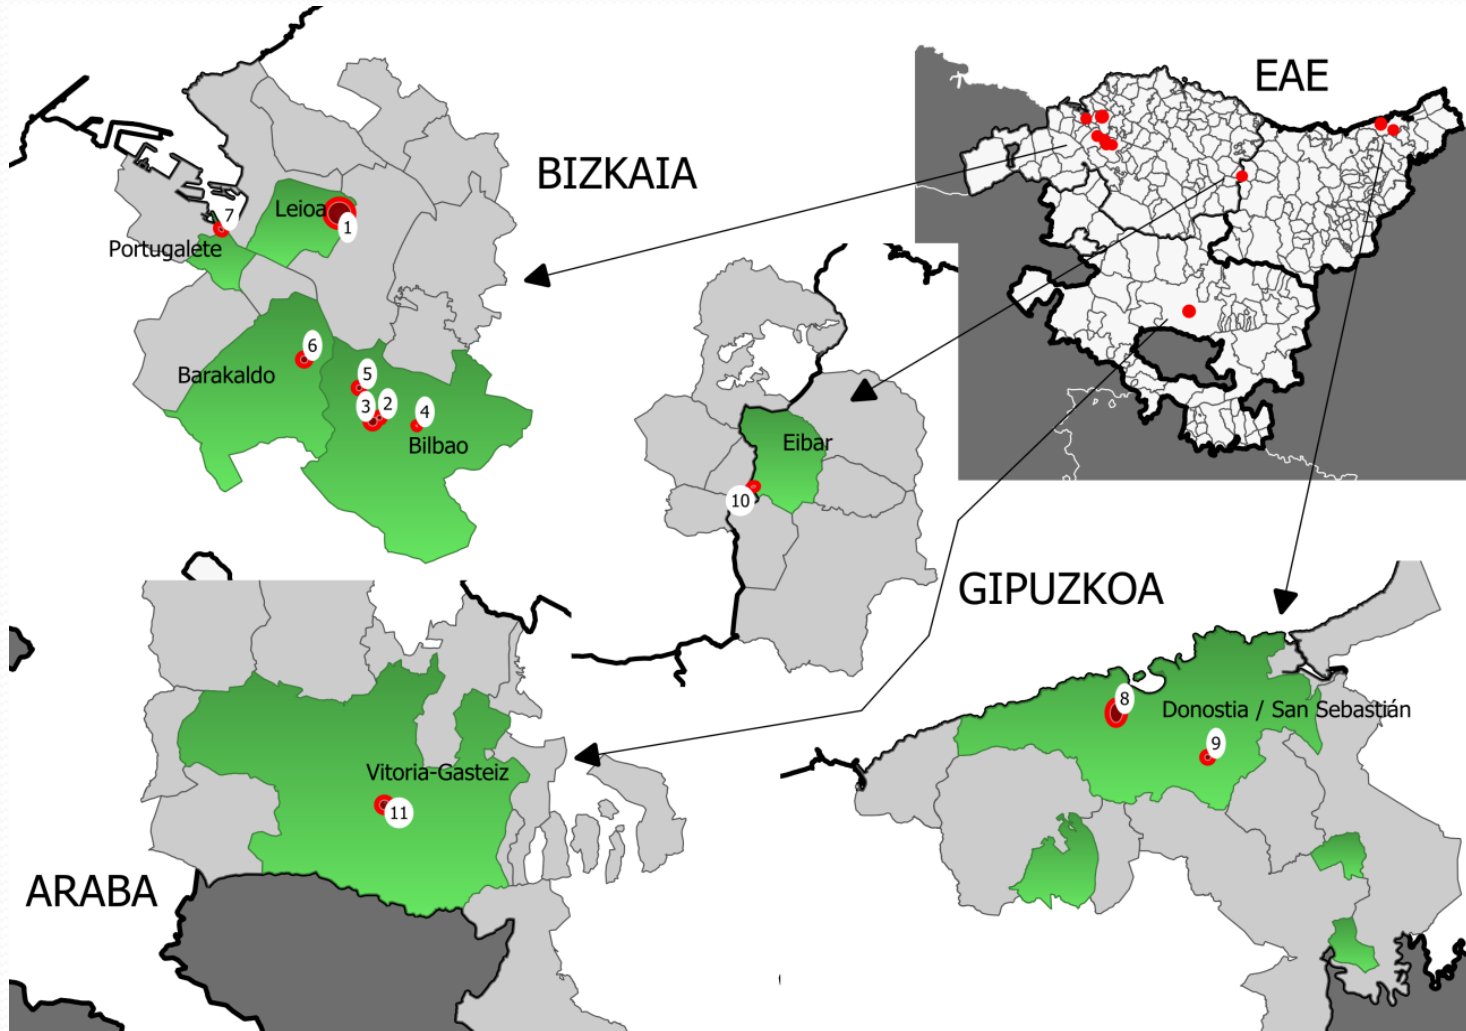 EAE
BIZKAIA
7
Leioa
1
Portugalete
6
Barakaldo
5
3
2
4
Bilbao
Eibar
10
GIPUZKOA
8
Donostia / San Sebastián
9
Vitoria-Gasteiz
11
ARABA